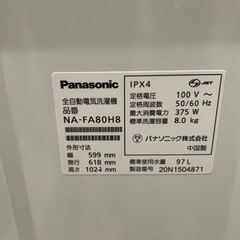 Panasonic
全自動電気洗濯機
品番
NA-FA80H8
外形寸法
幅 599 mm
奥行 618 mm
高さ 1024 mm
IPX4
JET
定格電圧 100 V～
定格周波数 50/60 Hz
最大消費電力 375 W
標準洗濯容量 8.0 kg
パナソニック株式会社
中国製
標準使用水量 97 L
製造番号 20N1504871